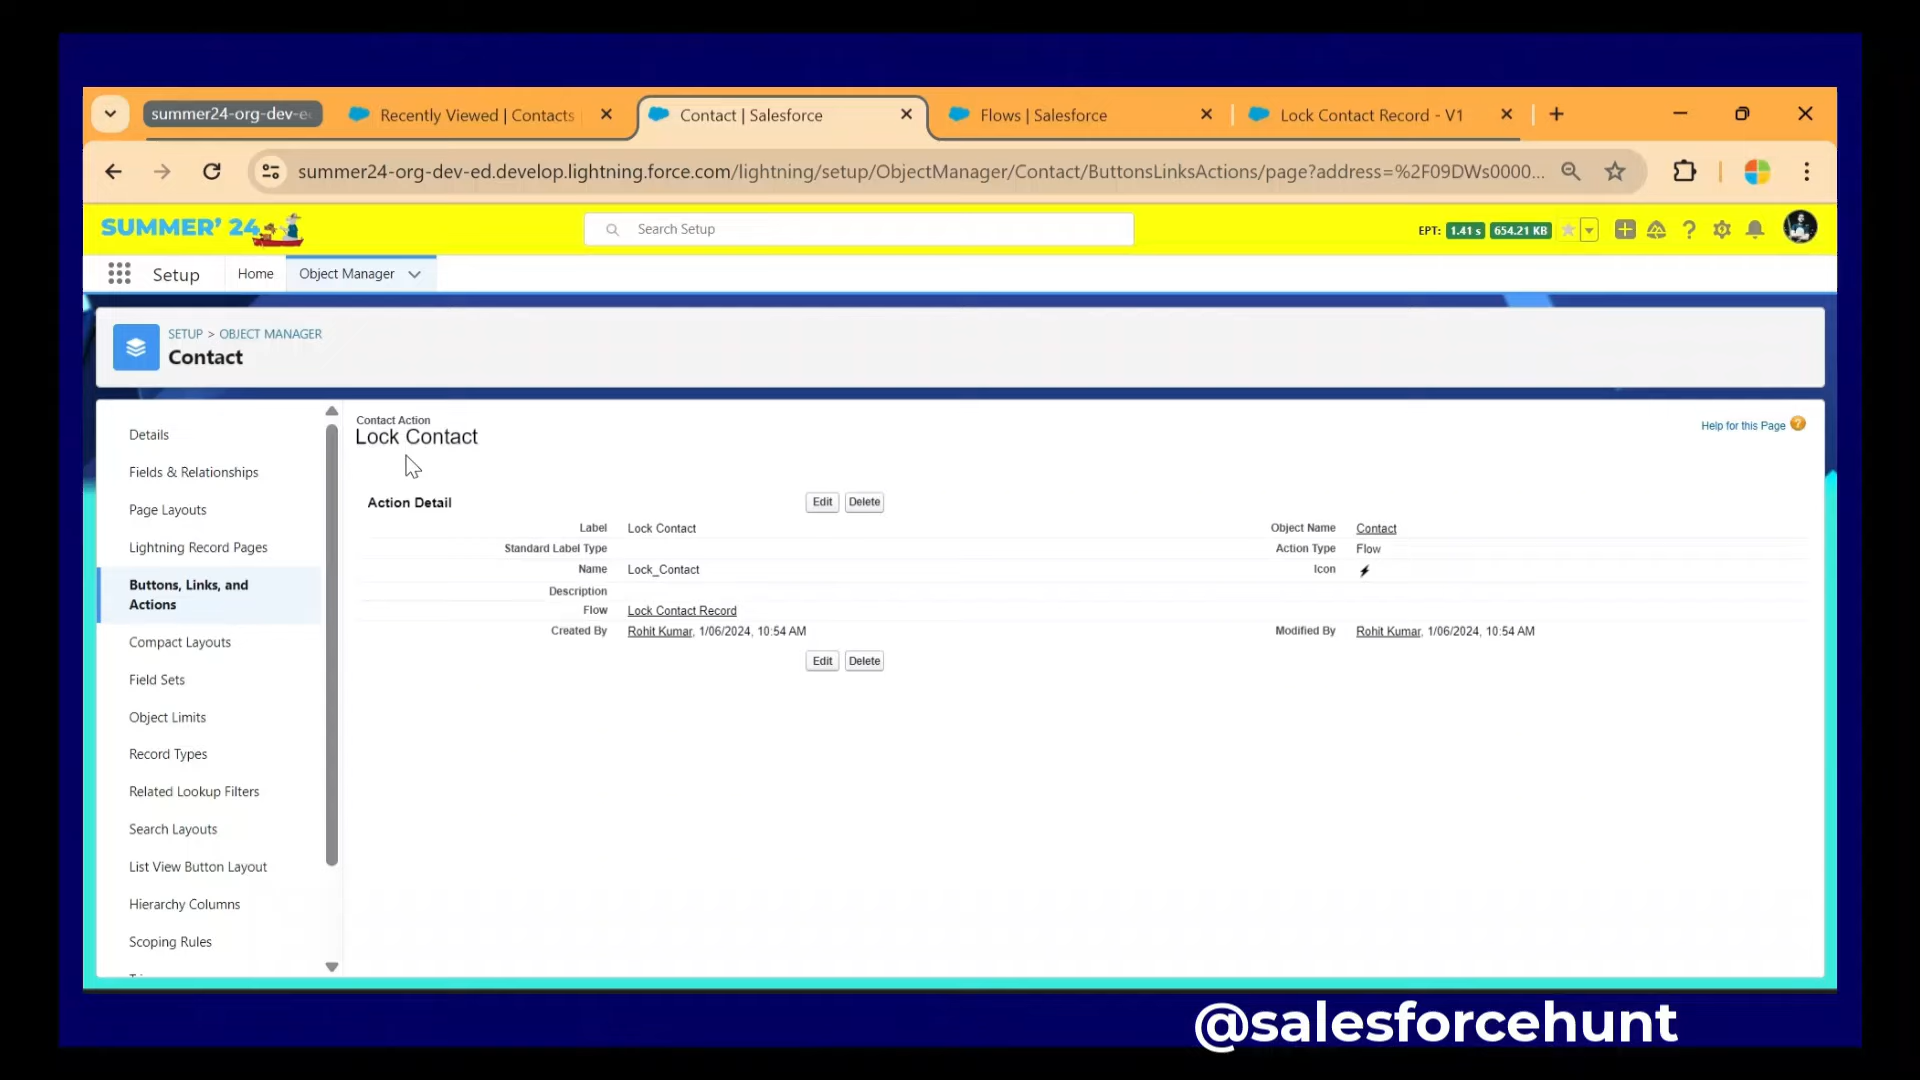 summer24-org-dev-e
Recently Viewed | Contacts
Contact | Salesforce
Flows | Salesforce
Lock Contact Record - V1
summer24-org-dev-ed.develop.lightning.force.com/lightning/setup/ObjectManager/Contact/ButtonsLinksActions/page?address=%2F09DWs0000...
SUMMER' 24
Search Setup
EPT: 1.41 s 654.21 KB
Setup
Home
Object Manager
SETUP > OBJECT MANAGER
Contact
Details
Fields & Relationships
Page Layouts
Lightning Record Pages
Buttons, Links, and
Actions
Compact Layouts
Field Sets
Object Limits
Record Types
Related Lookup Filters
Search Layouts
List View Button Layout
Hierarchy Columns
Scoping Rules
Contact Action
Lock Contact
Help for this Page
Action Detail
Edit Delete
Label Lock Contact
Object Name Contact
Standard Label Type
Action Type Flow
Name Lock_Contact
Icon
Description
Flow Lock Contact Record
Created By Rohit Kumar, 1/06/2024, 10:54 AM
Modified By Rohit Kumar, 1/06/2024, 10:54 AM
Edit Delete
@salesforcehunt